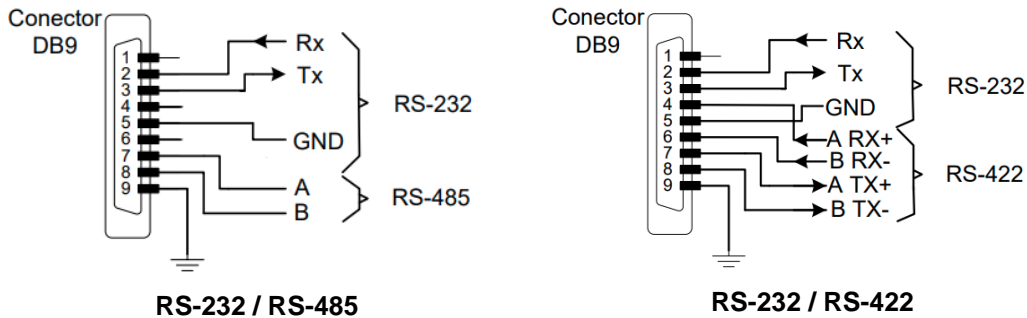 Conector
DB9
1
2
3
4
5
6
7
8
9
Rx
Tx
GND
A
B
RS-232
RS-485
RS-232 / RS-485
Conector
DB9
1
2
3
4
5
6
7
8
9
Rx
Tx
GND
A RX+
B RX-
A TX+
B TX-
RS-232
RS-422
RS-232 / RS-422